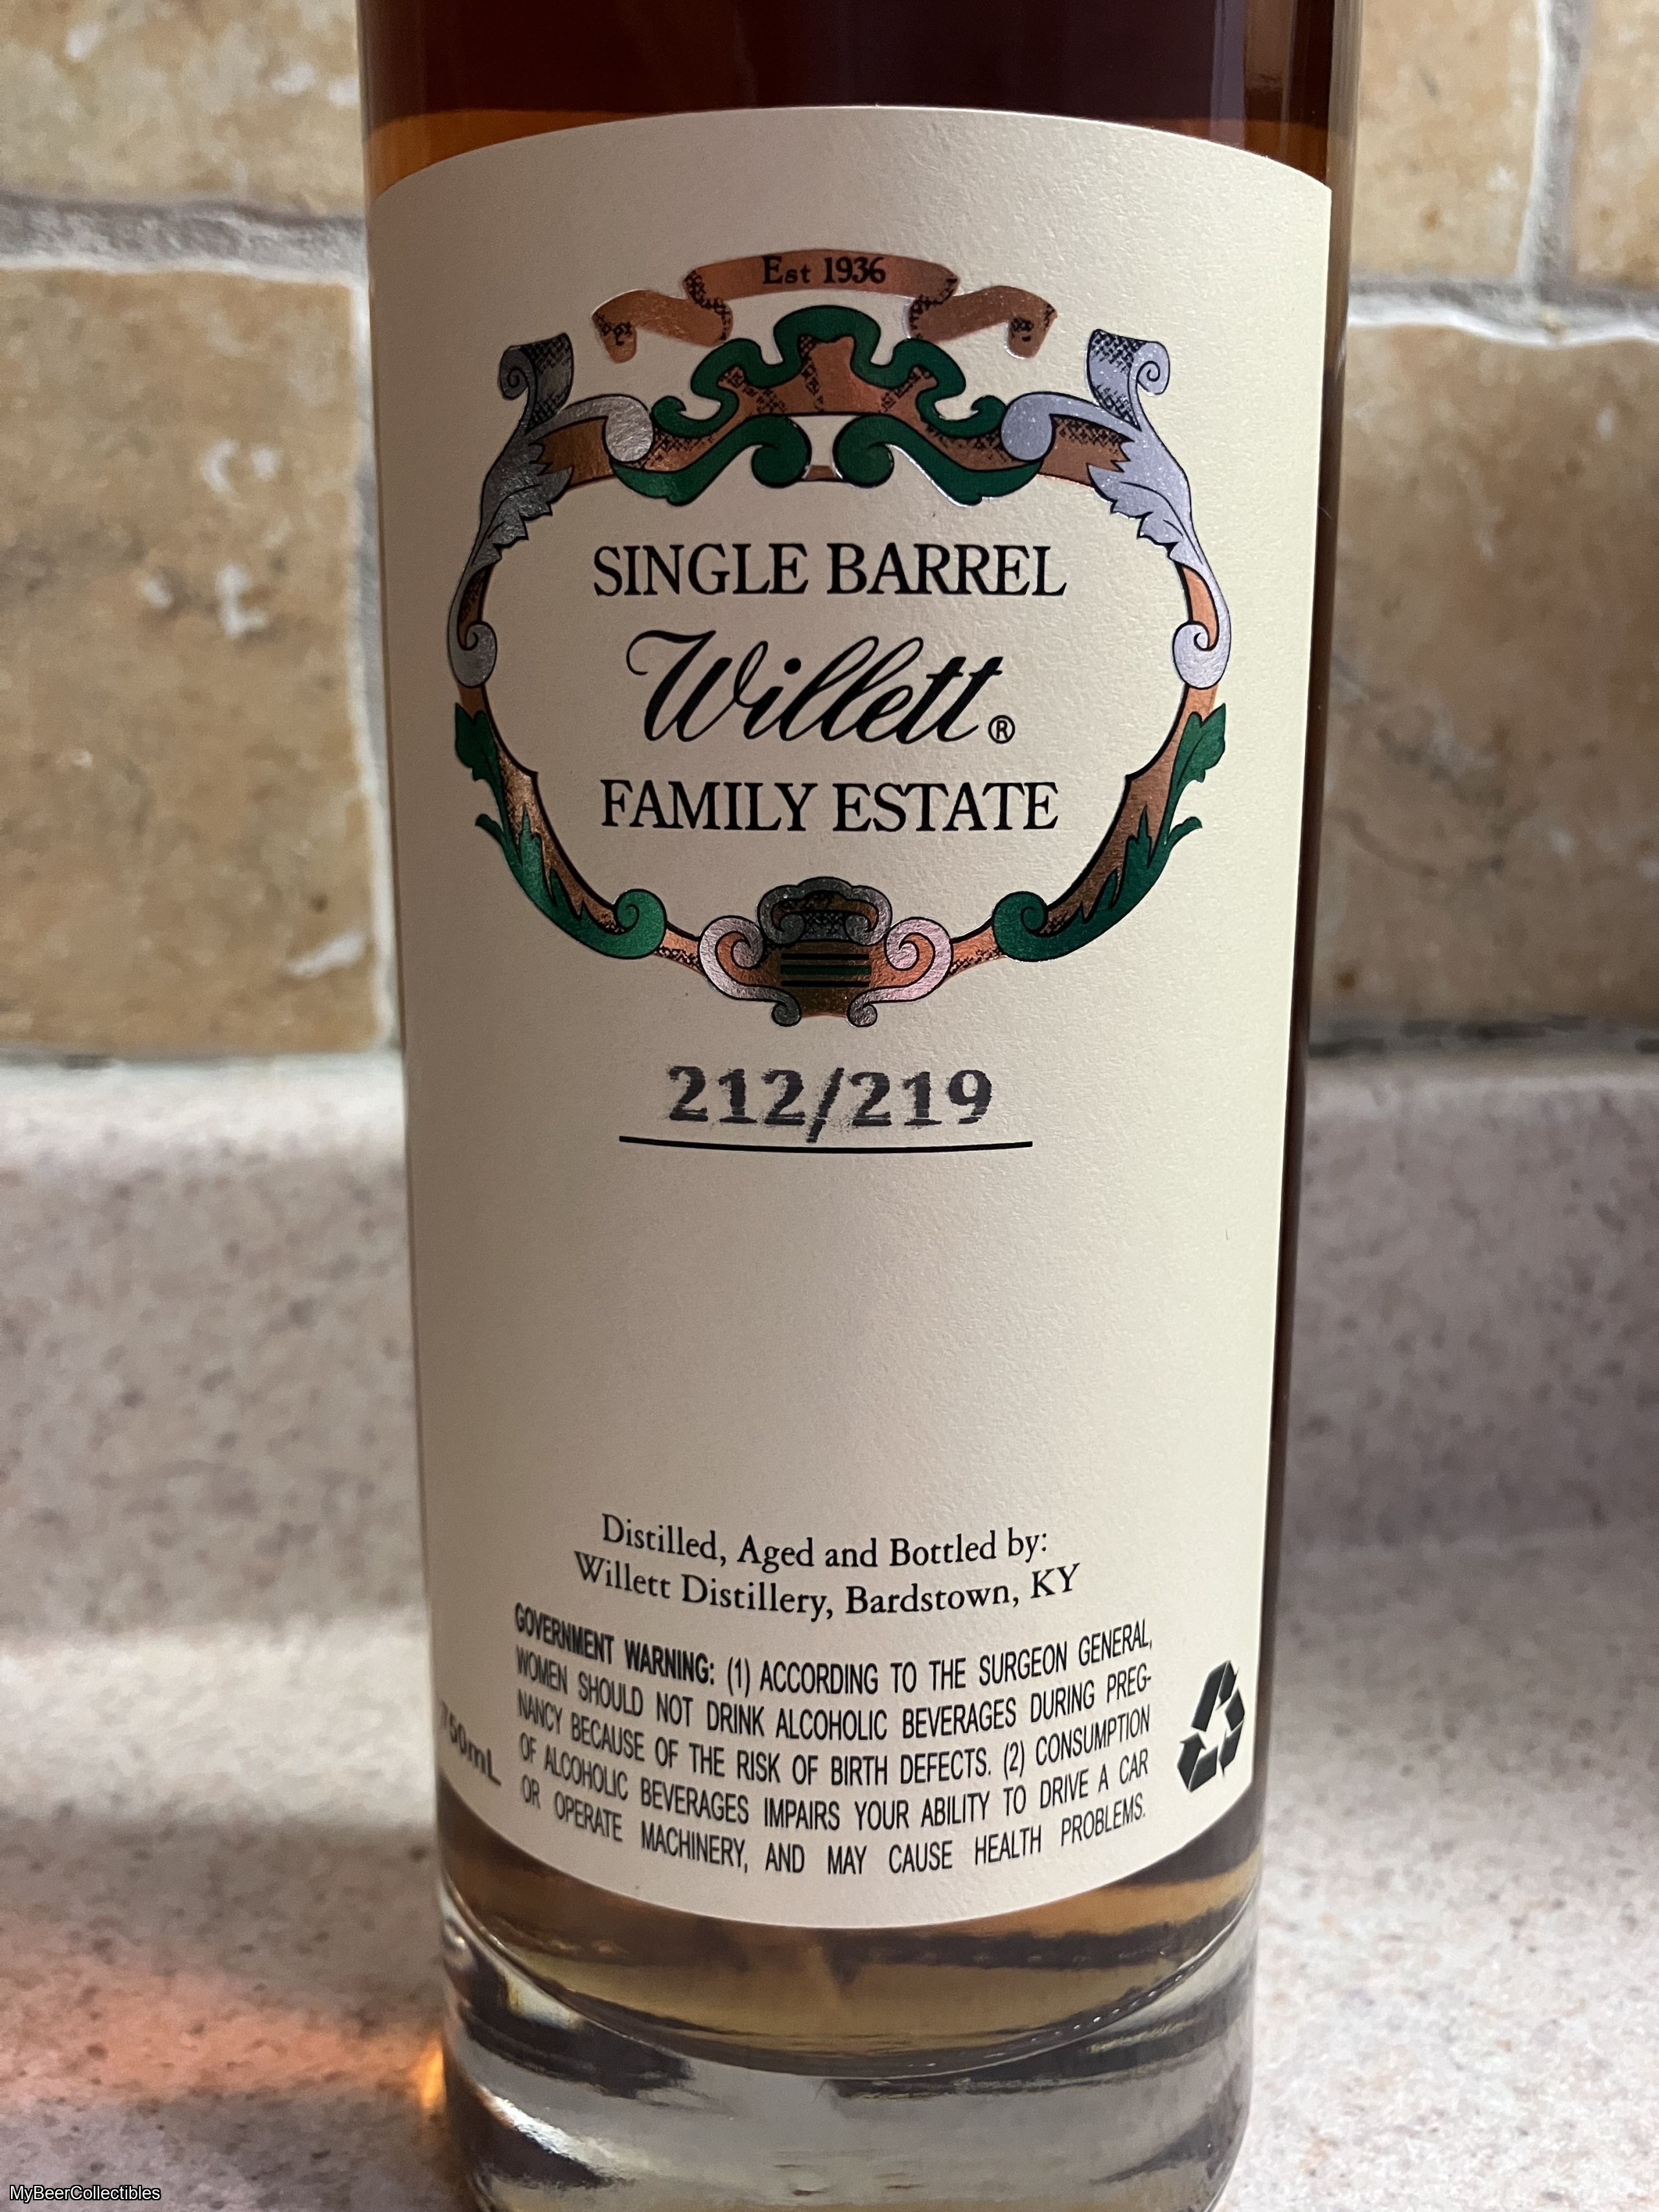 Est 1936
SINGLE BARREL
Willett®
FAMILY ESTATE
212/219
Distilled, Aged and Bottled by:
Willett Distillery, Bardstown, KY
GOVERNMENT WARNING: (1) ACCORDING TO THE SURGEON GENERAL,
WOMEN SHOULD NOT DRINK ALCOHOLIC BEVERAGES DURING PREG-
NANCY BECAUSE OF THE RISK OF BIRTH DEFECTS. (2) CONSUMPTION
OF ALCOHOLIC BEVERAGES IMPAIRS YOUR ABILITY TO DRIVE A CAR
OR OPERATE MACHINERY, AND MAY CAUSE HEALTH PROBLEMS.
750mL
MyBeerCollectibles